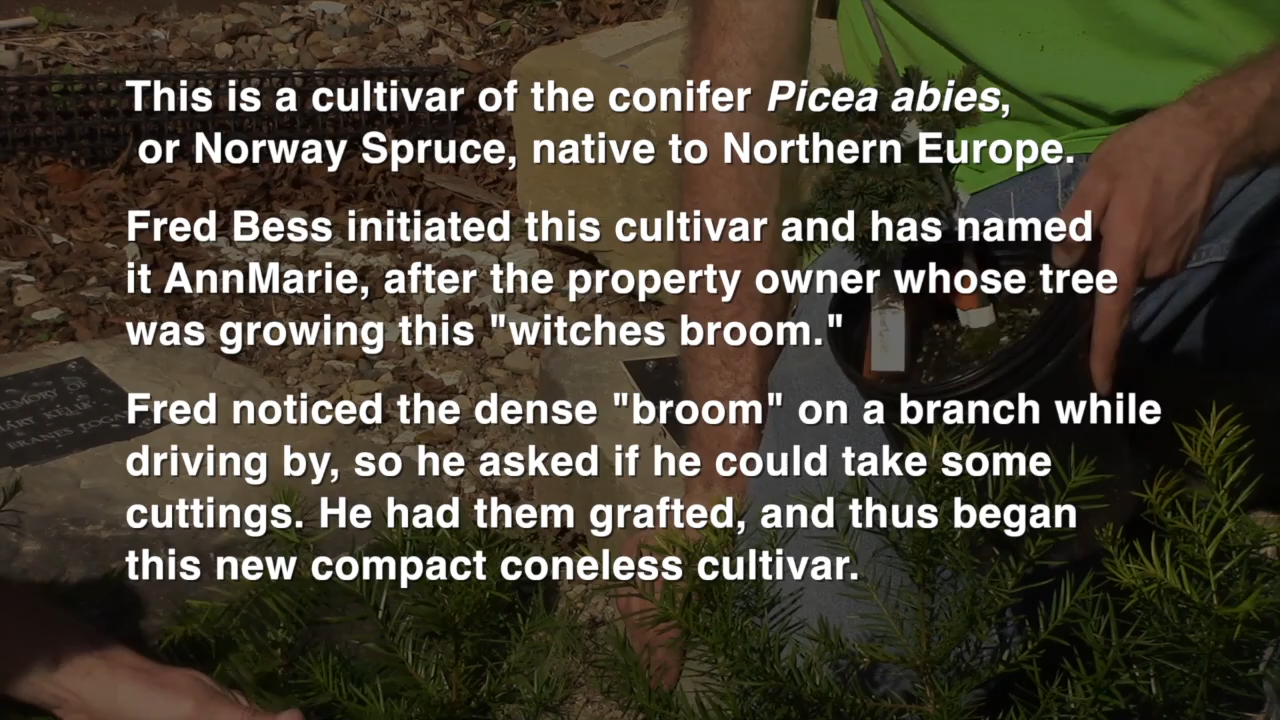 This is a cultivar of the conifer Picea abies,
or Norway Spruce, native to Northern Europe.
Fred Bess initiated this cultivar and has named
it AnnMarie, after the property owner whose tree
was growing this "witches broom."
Fred noticed the dense "broom" on a branch while
driving by, so he asked if he could take some
cuttings. He had them grafted, and thus began
this new compact coneless cultivar.
OF